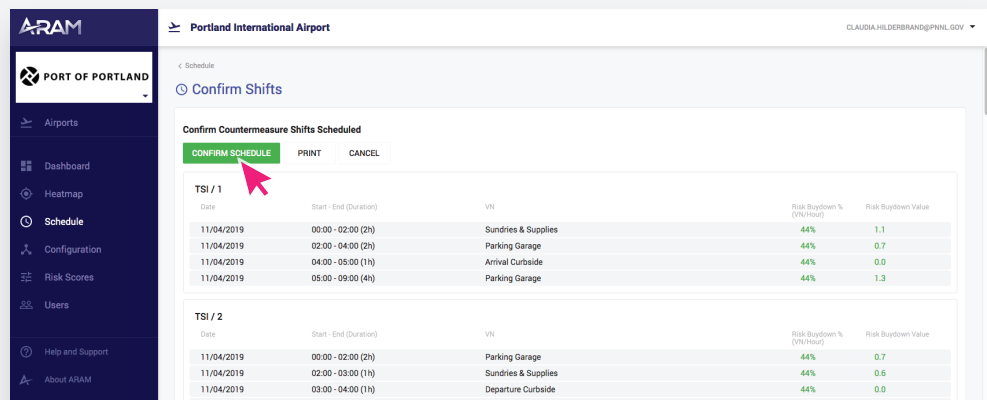 ARAM
Portland International Airport
CLAUDIA.HILDERBRAND@PNNL.GOV
PORT OF PORTLAND
Airports
Dashboard
Heatmap
Schedule
Configuration
Risk Scores
Users
Help and Support
About ARAM
< Schedule
Confirm Shifts
Confirm Countermeasure Shifts Scheduled
CONFIRM SCHEDULE PRINT CANCEL
TSI / 1
Date Start - End (Duration) VN Risk Buydown % (VN/Hour) Risk Buydown Value
11/04/2019 00:00 - 02:00 (2h) Sundries & Supplies 44% 1.1
11/04/2019 02:00 - 04:00 (2h) Parking Garage 44% 0.7
11/04/2019 04:00 - 05:00 (1h) Arrival Curbside 44% 0.0
11/04/2019 05:00 - 09:00 (4h) Parking Garage 44% 1.3
TSI / 2
Date Start - End (Duration) VN Risk Buydown % (VN/Hour) Risk Buydown Value
11/04/2019 00:00 - 02:00 (2h) Parking Garage 44% 0.7
11/04/2019 02:00 - 03:00 (1h) Sundries & Supplies 44% 0.6
11/04/2019 03:00 - 04:00 (1h) Departure Curbside 44% 0.0